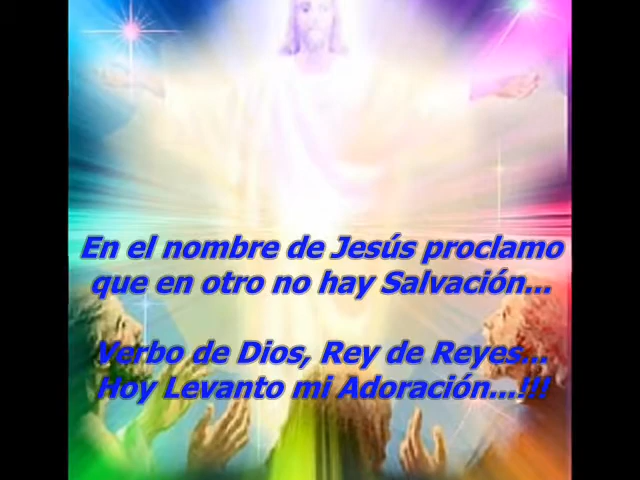 En el nombre de Jesús proclamo
que en otro no hay Salvación...
Verbo de Dios, Rey de Reyes...
Hoy Levanto mi Adoración...!!!